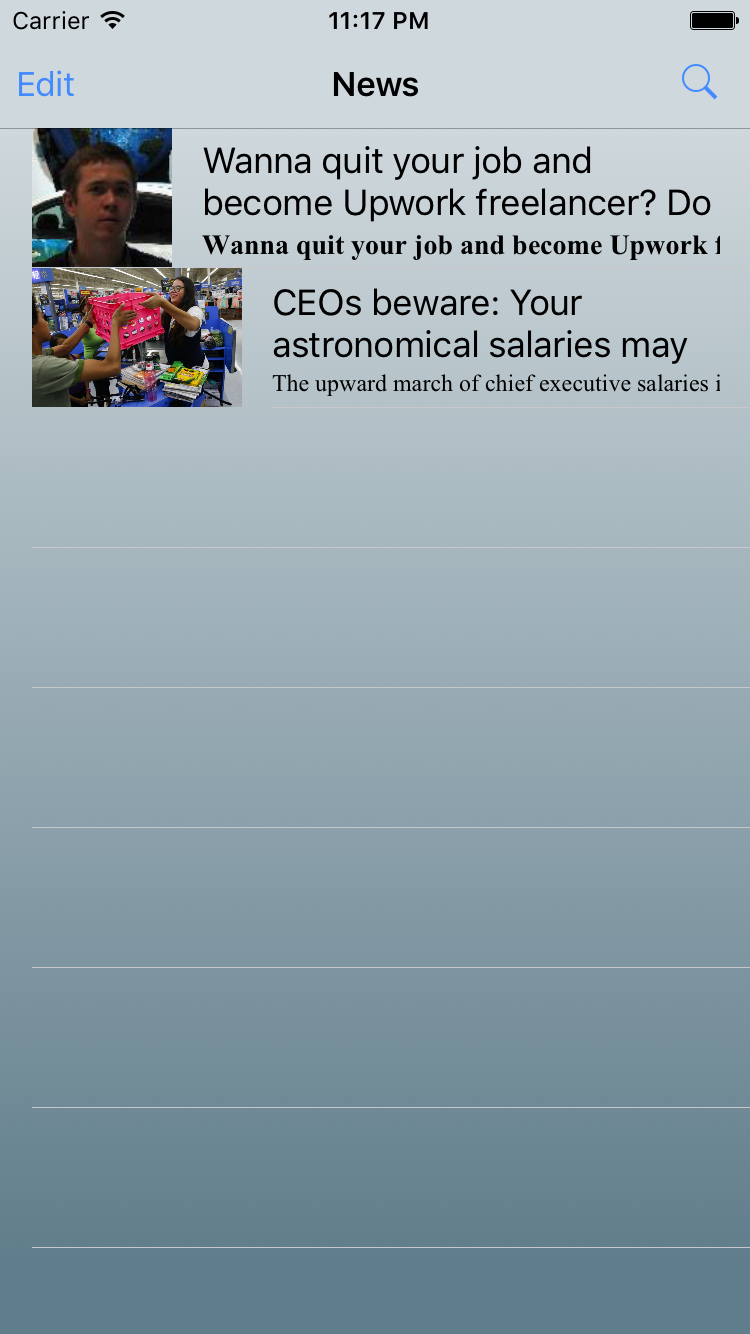 Carrier 11:17 PM
Edit News
Wanna quit your job and
become Upwork freelancer? Do
Wanna quit your job and become Upwork f
CEOs beware: Your
astronomical salaries may
The upward march of chief executive salaries i